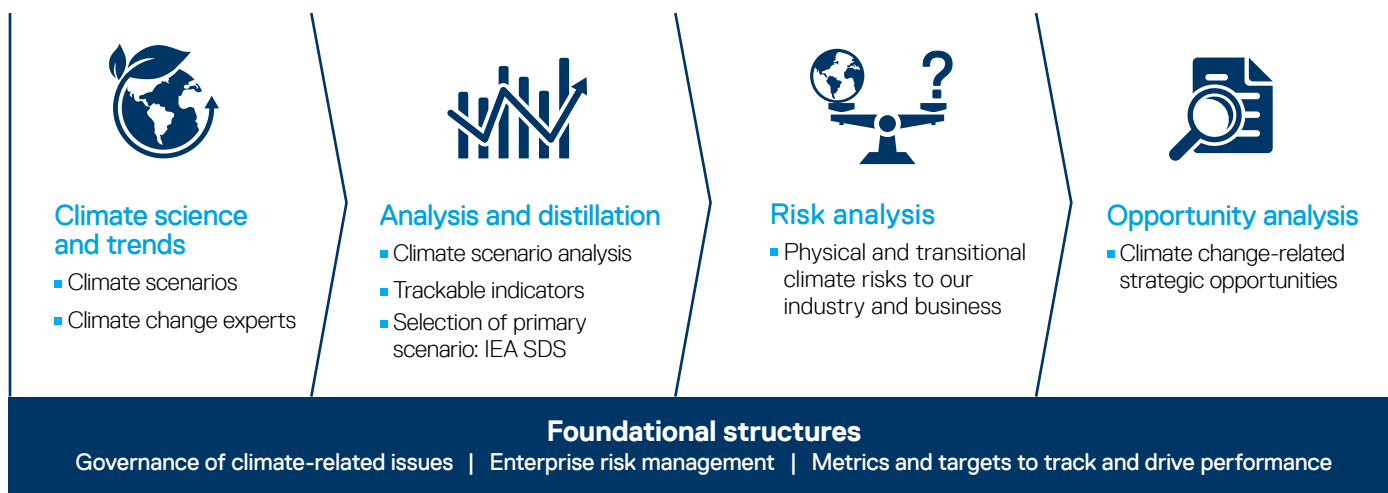 Climate science
and trends
▪ Climate scenarios
▪ Climate change experts
Analysis and distillation
▪ Climate scenario analysis
▪ Trackable indicators
▪ Selection of primary
scenario: IEA SDS
?
Risk analysis
▪ Physical and transitional
climate risks to our
industry and business
Opportunity analysis
▪ Climate change-related
strategic opportunities
Foundational structures
Governance of climate-related issues | Enterprise risk management | Metrics and targets to track and drive performance